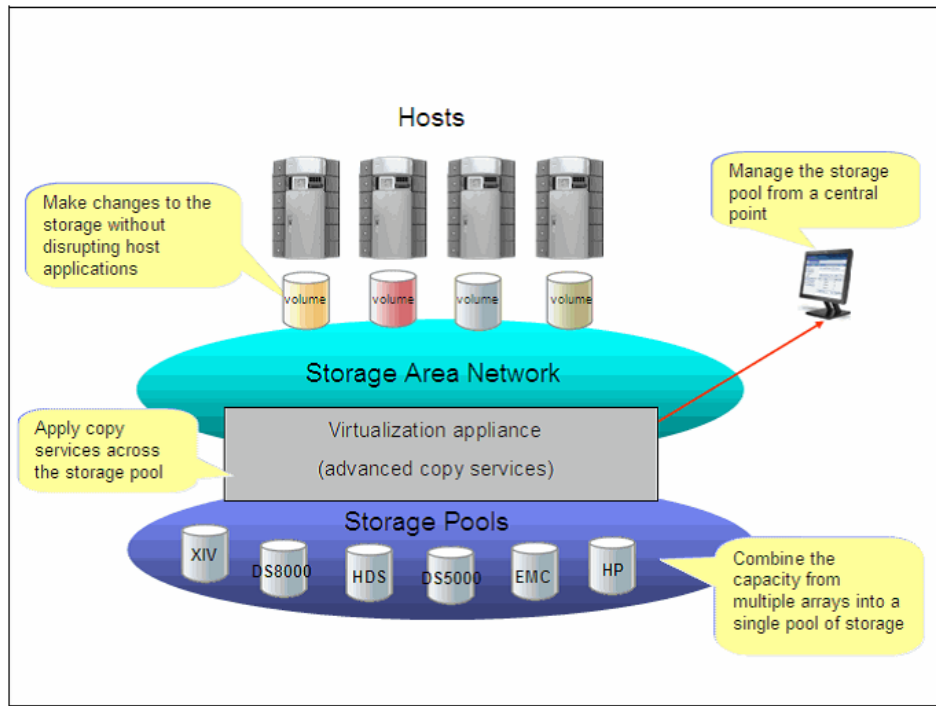 Hosts
Manage the storage
pool from a central
point
Make changes to the
storage without
disrupting host
applications
volume
volume
volume
volume
Storage Area Network
Virtualization appliance
(advanced copy services)
Apply copy
services across
the storage pool
Storage Pools
XIV
DS8000
HDS
DS5000
EMC
HP
Combine the
capacity from
multiple arrays into a
single pool of storage